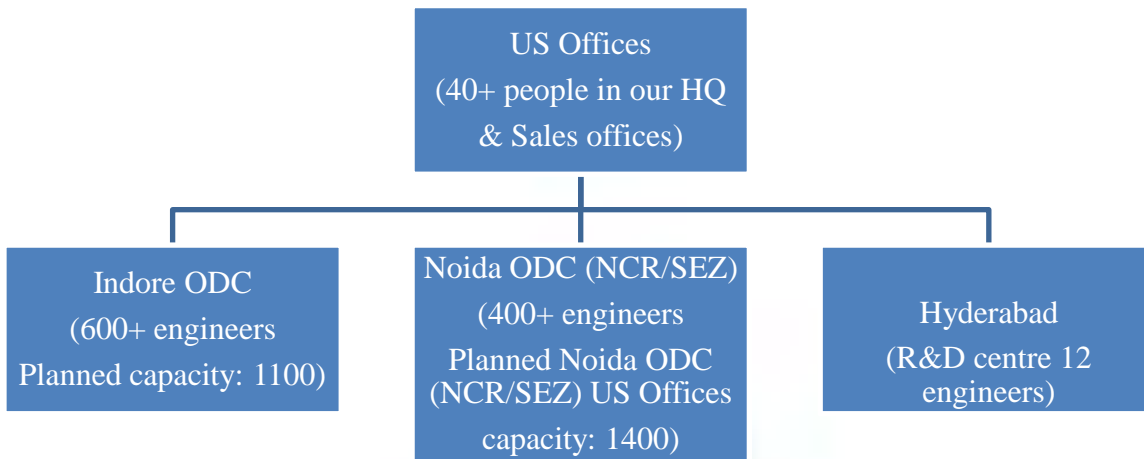 US Offices
(40+ people in our HQ
& Sales offices)
Indore ODC
(600+ engineers
Planned capacity: 1100)
Noida ODC (NCR/SEZ)
(400+ engineers
Planned Noida ODC
(NCR/SEZ) US Offices
capacity: 1400)
Hyderabad
(R&D centre 12
engineers)